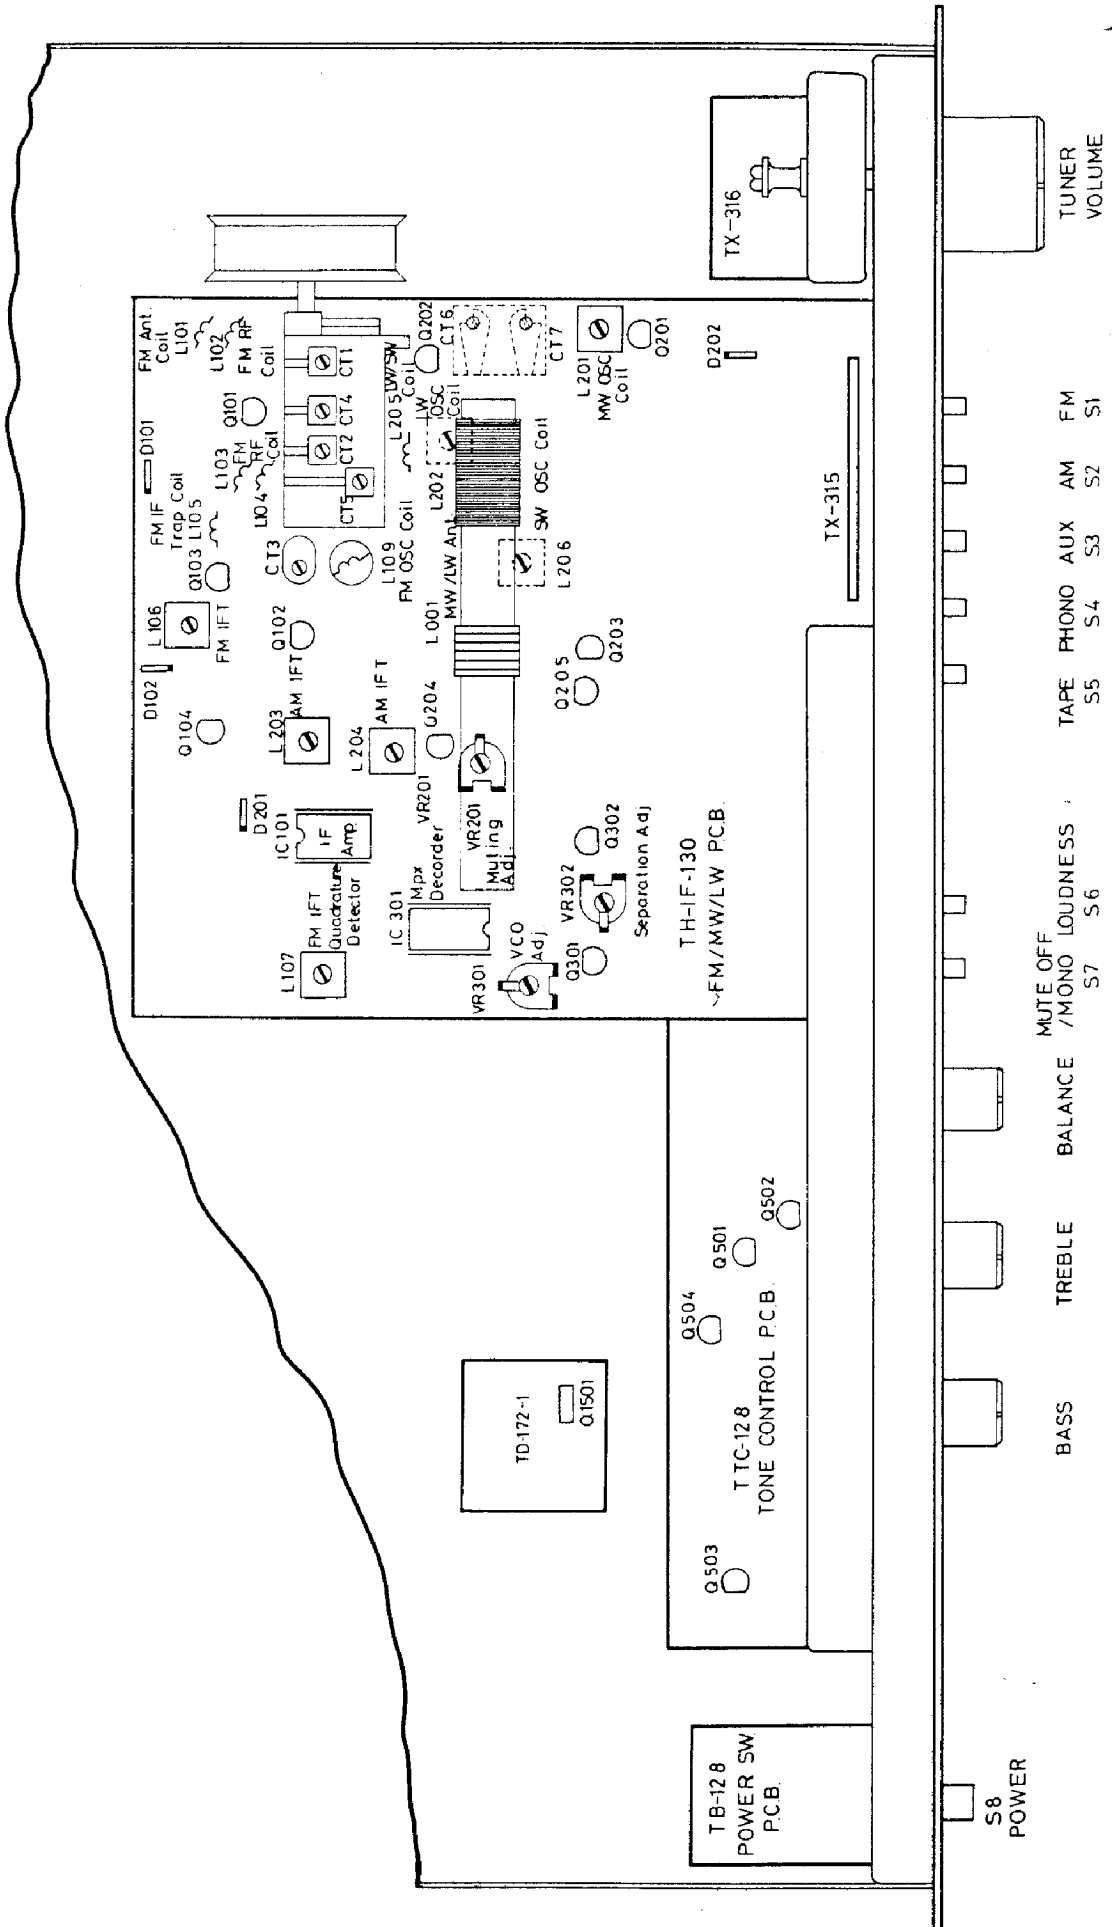 FM Ant.
Coil
L101
L102
FM RF
Coil
Q101
D101
L103
FM
RF
Coil
L104
FM IF
Trap Coil
L105
Q103
L106
FM IFT
D102
Q104
CT1
CT4
CT2
CT5
CT3
L109
FM OSC Coil
L205
LW/SW
Coil
Q202
CT6
CT7
LW
OSC
Coil
L202
L201
MW OSC
Coil
Q201
D202
SW OSC Coil
L206
MW/LW Ant
L001
Q102
L203
AM IFT
L204
AM IFT
Q204
Q205
Q203
VR201
VR201
Muting
Adj.
D201
IC101
IF
Amp.
FM IFT
Quadrature
Detector
L107
IC 301
Mpx
Decorder
VR301
VCO
Adj
Q301
VR302
Q302
Separation Adj
TH-IF-130
FM/MW/LW P.C.B.
TX-316
TX-315
TD-172-1
Q1501
Q504
Q501
Q502
Q503
TTC-128
TONE CONTROL P.C.B.
TB-128
POWER SW
P.C.B.
S8
POWER
BASS
TREBLE
BALANCE
MUTE OFF
/MONO
S7
LOUDNESS
S6
TAPE
S5
PHONO
S4
AUX
S3
AM
S2
FM
S1
TUNER
VOLUME